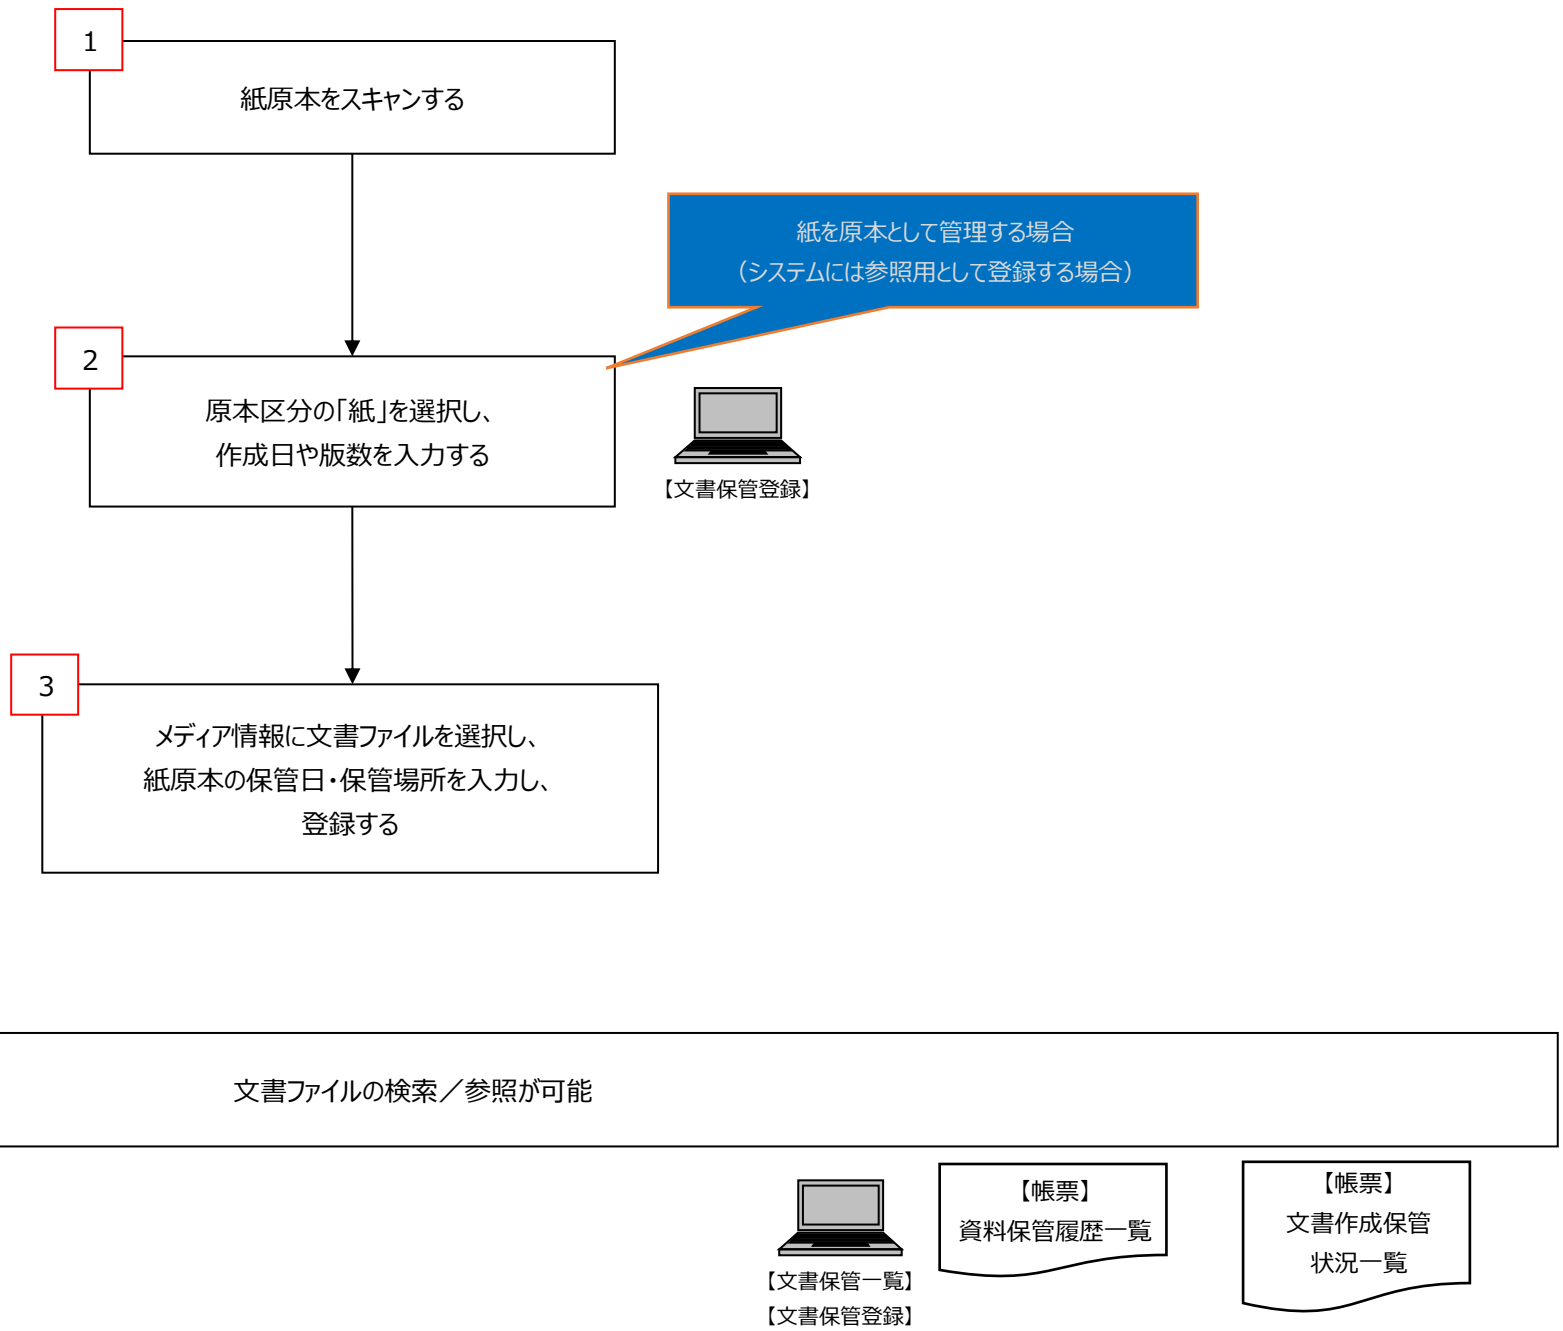 1
紙原本をスキャンする
紙を原本として管理する場合
（システムには参照用として登録する場合）
2
原本区分の「紙」を選択し、
作成日や版数を入力する
【文書保管登録】
3
メディア情報に文書ファイルを選択し、
紙原本の保管日・保管場所を入力し、
登録する
文書ファイルの検索／参照が可能
【文書保管一覧】
【文書保管登録】
【帳票】
資料保管履歴一覧
【帳票】
文書作成保管
状況一覧